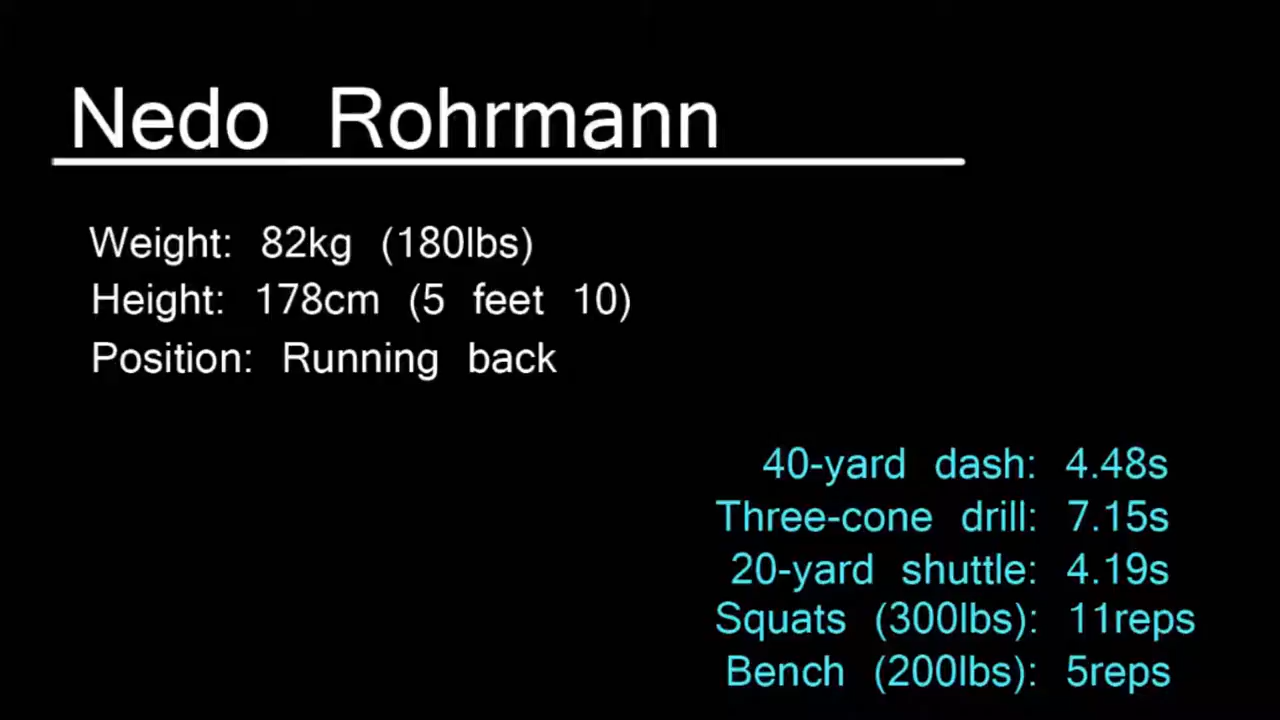 Nedo Rohrmann
Weight: 82kg (180lbs)
Height: 178cm (5 feet 10)
Position: Running back
40-yard dash: 4.48s
Three-cone drill: 7.15s
20-yard shuttle: 4.19s
Squats (300lbs): 11reps
Bench (200lbs): 5reps